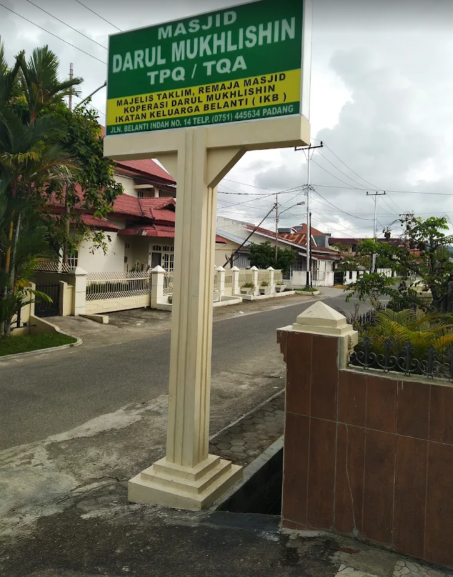 MASJID
DARUL MUKHLISHIN
TPQ / TQA
MAJELIS TAKLIM, REMAJA MASJID
KOPERASI DARUL MUKHLISHIN
IKATAN KELUARGA BELANTI ( IKB )
JLN. BELANTI INDAH NO. 14 TELP. (0751) 445634 PADANG